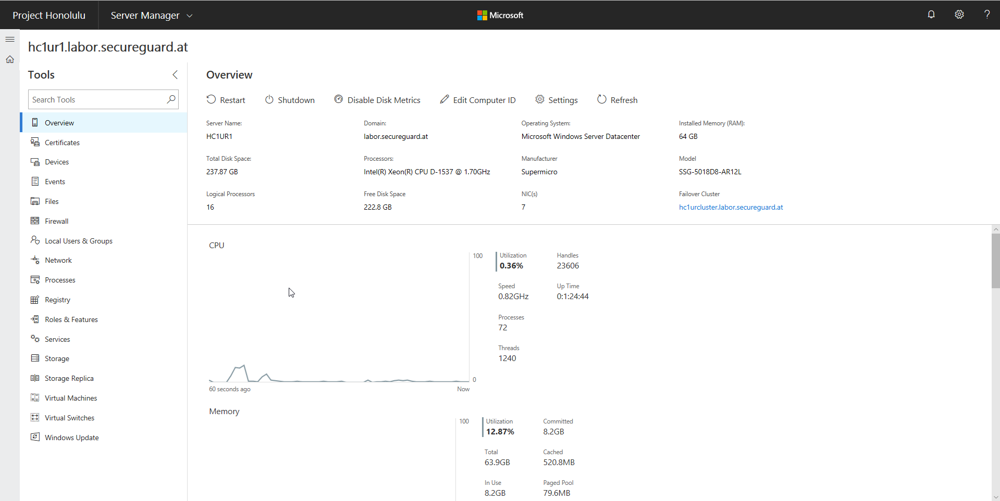 Project Honolulu
Server Manager
Microsoft
?
hc1ur1.labor.secureguard.at
Tools
Search Tools
Overview
Certificates
Devices
Events
Files
Firewall
Local Users & Groups
Network
Processes
Registry
Roles & Features
Services
Storage
Storage Replica
Virtual Machines
Virtual Switches
Windows Update
Overview
Restart Shutdown Disable Disk Metrics Edit Computer ID Settings Refresh
Server Name: Domain: Operating System: Installed Memory (RAM):
HC1UR1 labor.secureguard.at Microsoft Windows Server Datacenter 64 GB
Total Disk Space: Processors: Manufacturer Model
237.87 GB Intel(R) Xeon(R) CPU D-1537 @ 1.70GHz Supermicro SSG-5018D8-AR12L
Logical Processors Free Disk Space NIC(s) Failover Cluster
16 222.8 GB 7 hc1urcluster.labor.secureguard.at
CPU
100
0
60 seconds ago Now
Utilization Handles
0.36% 23606
Speed Up Time
0.82GHz 0:1:24:44
Processes
72
Threads
1240
Memory
100
Utilization Committed
12.87% 8.2GB
Total Cached
63.9GB 520.8MB
In Use Paged Pool
8.2GB 79.6MB